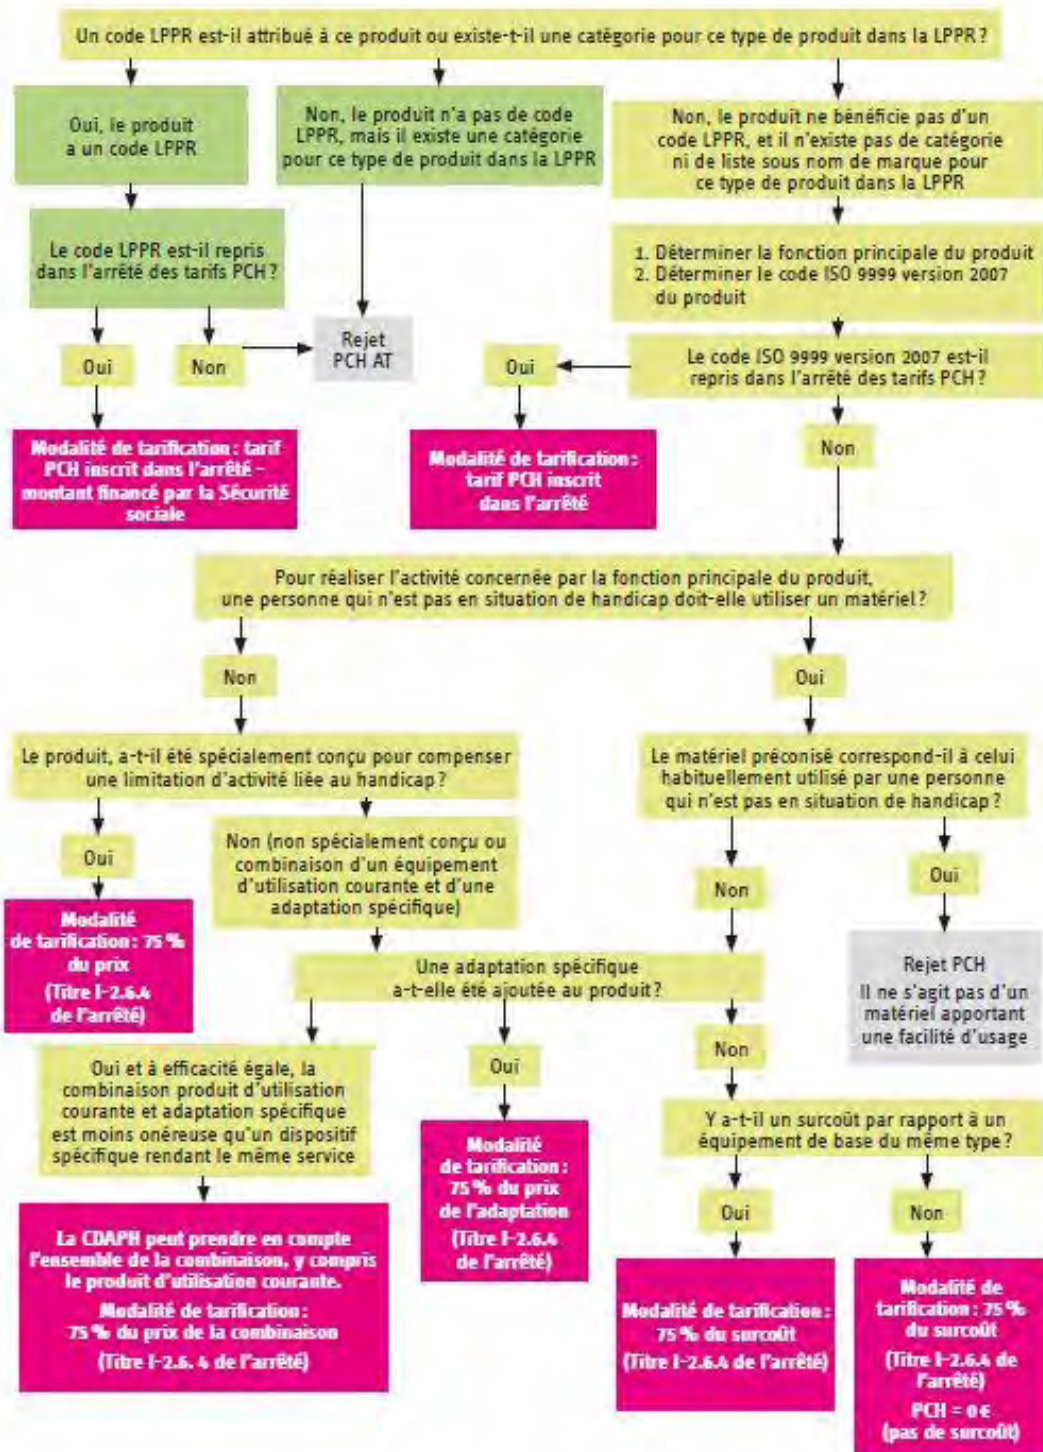 Un code LPPR est-il attribué à ce produit ou existe-t-il une catégorie pour ce type de produit dans la LPPR ?
Oui, le produit
a un code LPPR
Non, le produit n'a pas de code
LPPR, mais il existe une catégorie
pour ce type de produit dans la LPPR
Non, le produit ne bénéficie pas d'un
code LPPR, et il n'existe pas de catégorie
ni de liste sous nom de marque pour
ce type de produit dans la LPPR
Le code LPPR est-il repris
dans l'arrêté des tarifs PCH ?
1. Déterminer la fonction principale du produit
2. Déterminer le code ISO 9999 version 2007
du produit
Oui
Non
Rejet
PCH AT
Oui
Le code ISO 9999 version 2007 est-il
repris dans l'arrêté des tarifs PCH ?
Modalité de tarification : tarif
PCH inscrit dans l'arrêté –
montant financé par la Sécurité
sociale
Modalité de tarification :
tarif PCH inscrit
dans l'arrêté
Non
Pour réaliser l'activité concernée par la fonction principale du produit,
une personne qui n'est pas en situation de handicap doit-elle utiliser un matériel ?
Non
Oui
Le produit, a-t-il été spécialement conçu pour compenser
une limitation d'activité liée au handicap ?
Le matériel préconisé correspond-il à celui
habituellement utilisé par une personne
qui n'est pas en situation de handicap ?
Oui
Non (non spécialement conçu ou
combinaison d'un équipement
d'utilisation courante et d'une
adaptation spécifique)
Non
Oui
Modalité
de tarification : 75 %
du prix
(Titre I-2.6.4
de l'arrêté)
Une adaptation spécifique
a-t-elle été ajoutée au produit ?
Rejet PCH
Il ne s'agit pas d'un
matériel apportant
une facilité d'usage
Oui et à efficacité égale, la
combinaison produit d'utilisation
courante et adaptation spécifique
est moins onéreuse qu'un dispositif
spécifique rendant le même service
Oui
Non
Modalité
de tarification :
75 % du prix
de l'adaptation
(Titre I-2.6.4
de l'arrêté)
Y a-t-il un surcoût par rapport à un
équipement de base du même type ?
La CDAPH peut prendre en compte
l'ensemble de la combinaison, y compris
le produit d'utilisation courante.
Modalité de tarification :
75 % du prix de la combinaison
(Titre I-2.6. 4 de l'arrêté)
Oui
Non
Modalité de tarification :
75 % du surcoût
(Titre I-2.6.4 de l'arrêté)
Modalité de
tarification : 75 %
du surcoût
(Titre I-2.6.4 de
l'arrêté)
PCH = 0 €
(pas de surcoût)